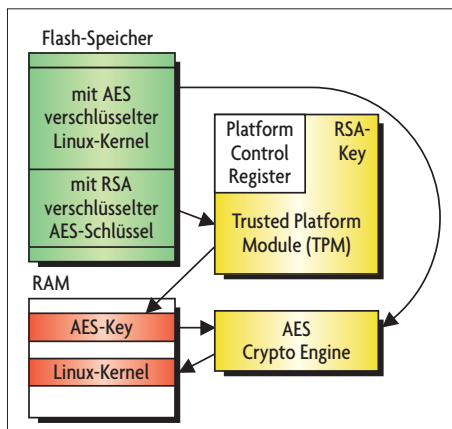 Flash-Speicher
mit AES
verschlüsselter
Linux-Kernel
mit RSA
verschlüsselter
AES-Schlüssel
Platform
Control
Register
RSA-
Key
Trusted Platform
Module (TPM)
RAM
AES-Key
Linux-Kernel
AES
Crypto Engine